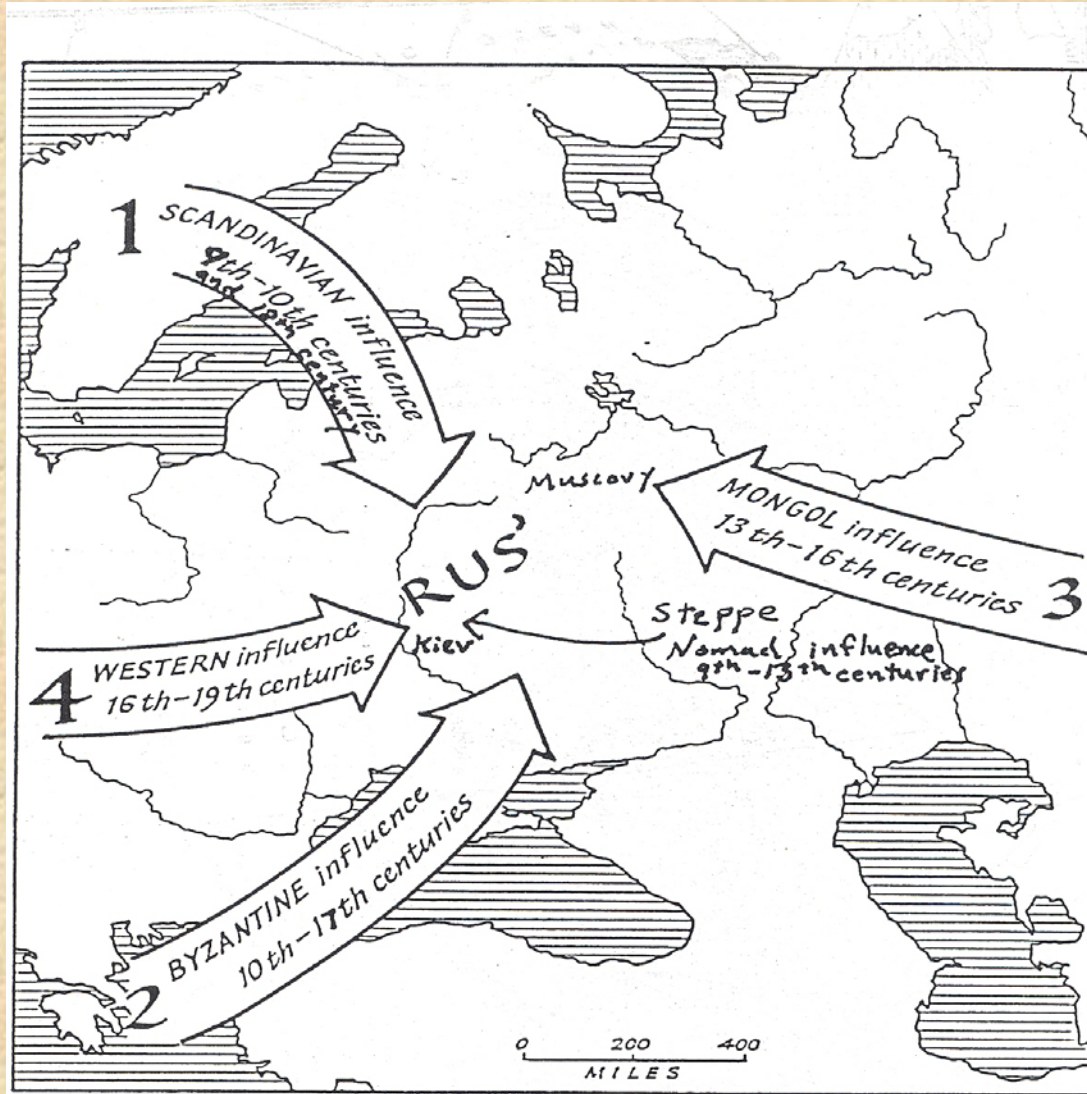 1
SCANDINAVIAN influence
9th-10th centuries
and 18th century
Muscovy
MONGOL influence
13th-16th centuries
3
RUS'
Kiev
Steppe
Nomad influence
9th-13th centuries
4
WESTERN influence
16th-19th centuries
BYZANTINE influence
10th-17th centuries
2
0 200 400
MILES